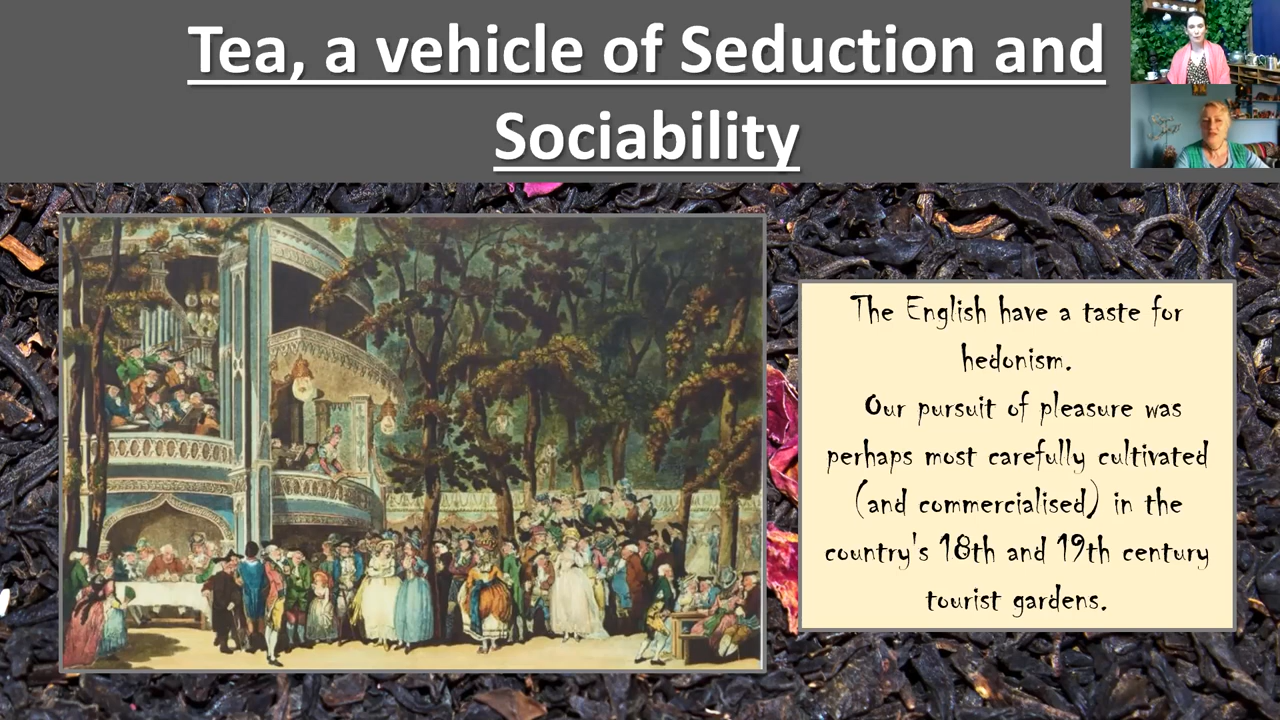 Tea, a vehicle of Seduction and
Sociability
The English have a taste for
hedonism.
Our pursuit of pleasure was
perhaps most carefully cultivated
(and commercialised) in the
country's 18th and 19th century
tourist gardens.